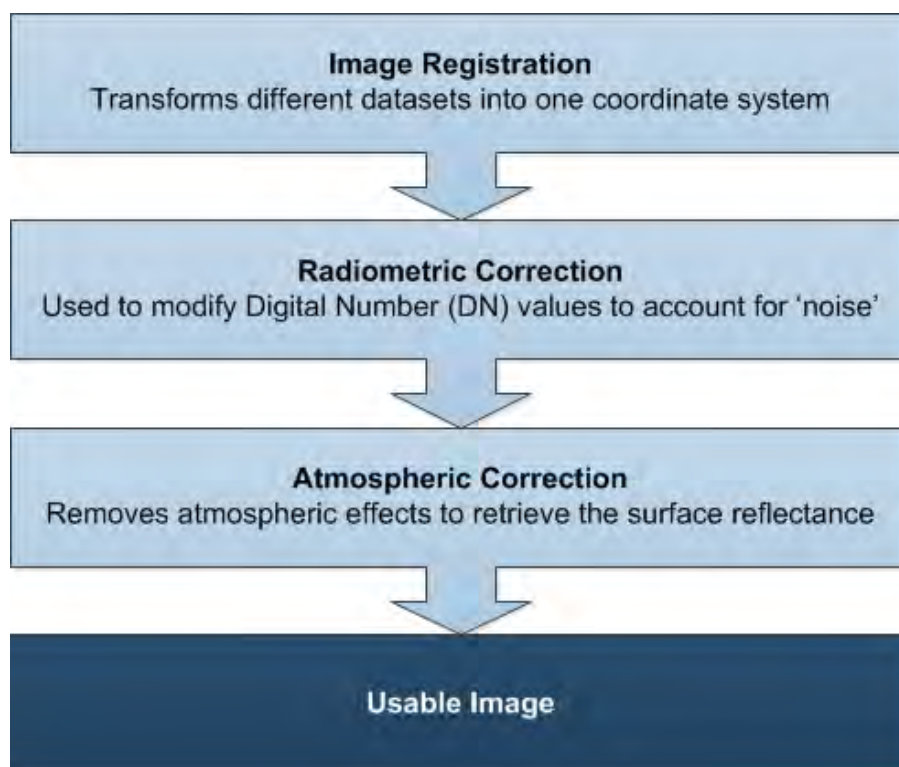 Image Registration
Transforms different datasets into one coordinate system
Radiometric Correction
Used to modify Digital Number (DN) values to account for ‘noise’
Atmospheric Correction
Removes atmospheric effects to retrieve the surface reflectance
Usable Image